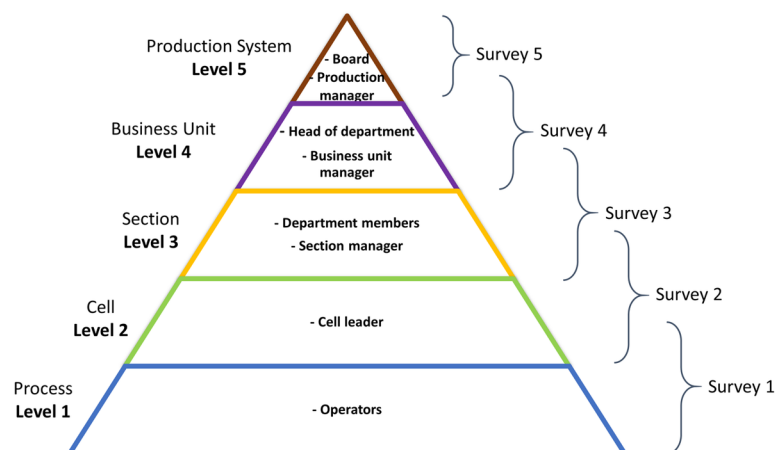 Production System
Level 5
- Board
- Production
manager
Survey 5
Business Unit
Level 4
- Head of department
- Business unit
manager
Survey 4
Section
Level 3
- Department members
- Section manager
Survey 3
Cell
Level 2
- Cell leader
Survey 2
Process
Level 1
- Operators
Survey 1